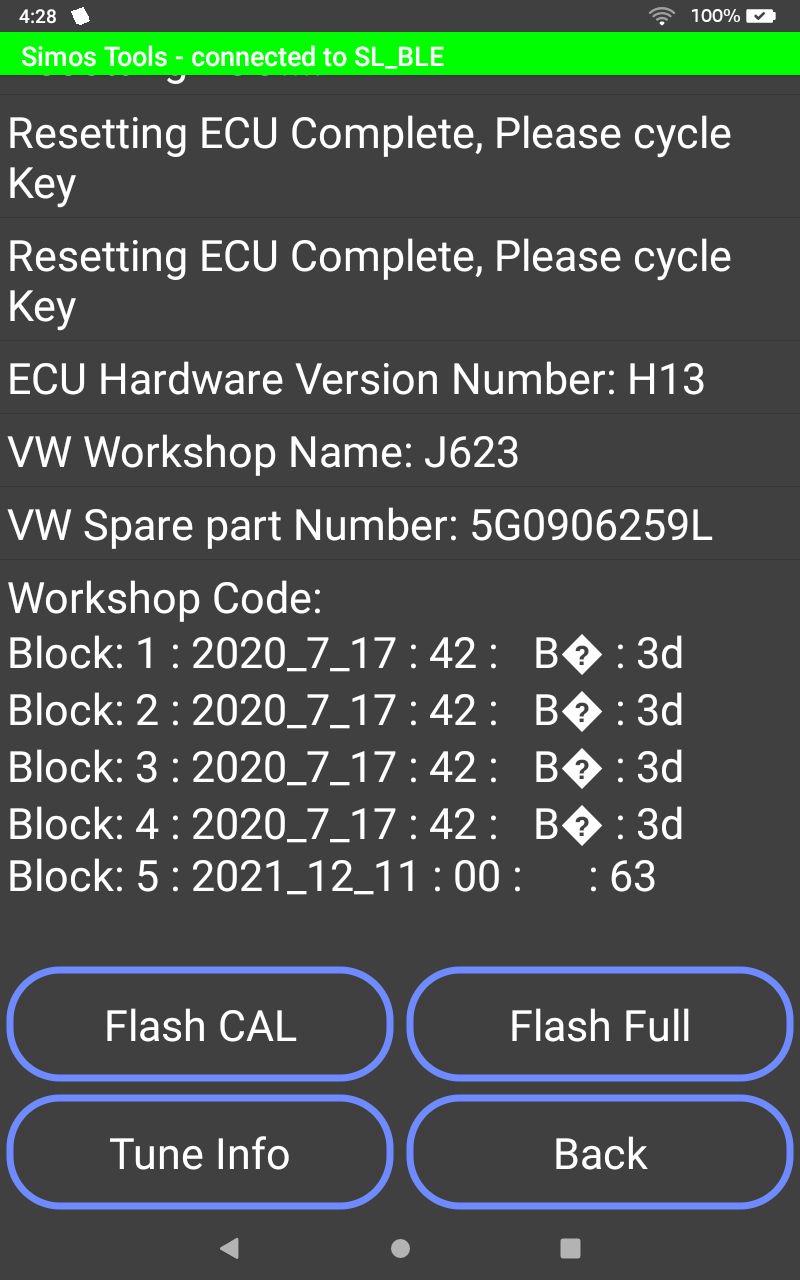 4:28
100%
Simos Tools - connected to SL_BLE
Resetting ECU Complete, Please cycle
Key
Resetting ECU Complete, Please cycle
Key
ECU Hardware Version Number: H13
VW Workshop Name: J623
VW Spare part Number: 5G0906259L
Workshop Code:
Block: 1 : 2020_7_17 : 42 :   B� : 3d
Block: 2 : 2020_7_17 : 42 :   B� : 3d
Block: 3 : 2020_7_17 : 42 :   B� : 3d
Block: 4 : 2020_7_17 : 42 :   B� : 3d
Block: 5 : 2021_12_11 : 00 :      : 63
Flash CAL
Flash Full
Tune Info
Back